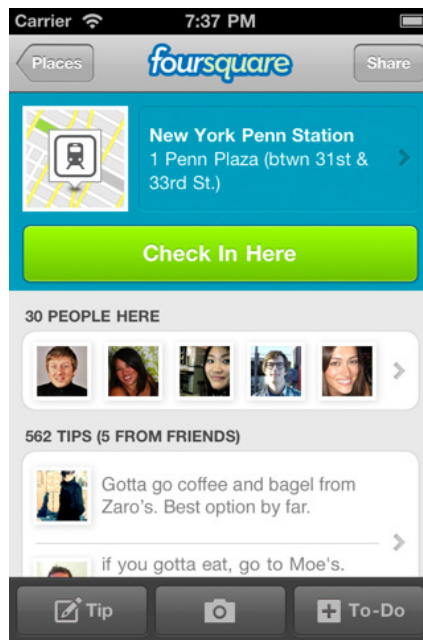 Carrier 7:37 PM
Places foursquare Share
New York Penn Station
1 Penn Plaza (btwn 31st &
33rd St.)
Check In Here
30 PEOPLE HERE
562 TIPS (5 FROM FRIENDS)
Gotta go coffee and bagel from
Zaro's. Best option by far.
if you gotta eat, go to Moe's.
Tip To-Do